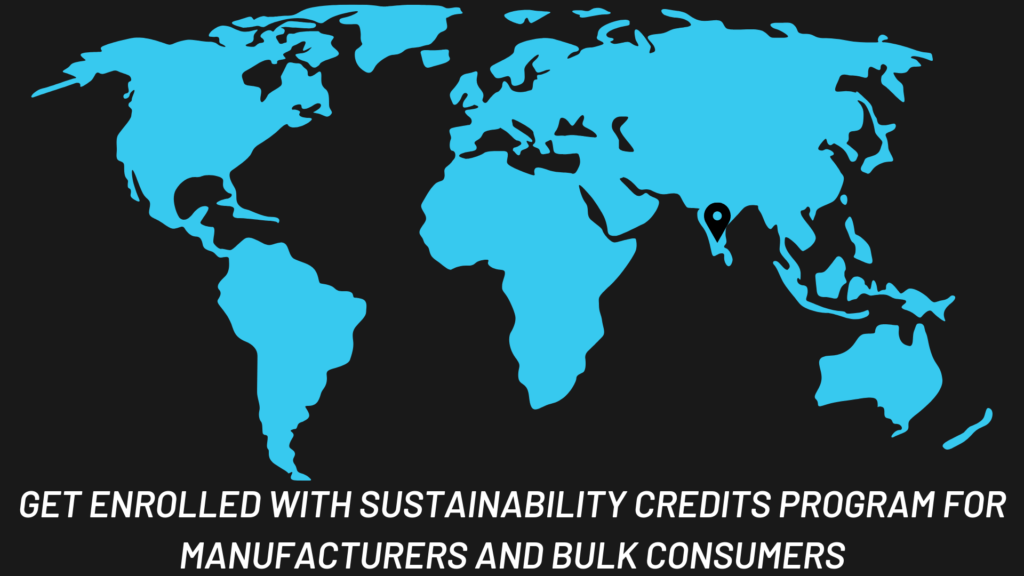 GET ENROLLED WITH SUSTAINABILITY CREDITS PROGRAM FOR
MANUFACTURERS AND BULK CONSUMERS